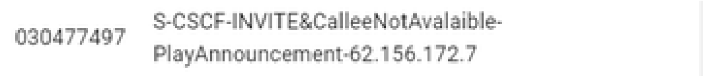 030477497
S-CSCF-INVITE&CalleeNotAvalaible-
PlayAnnouncement-62.156.172.7